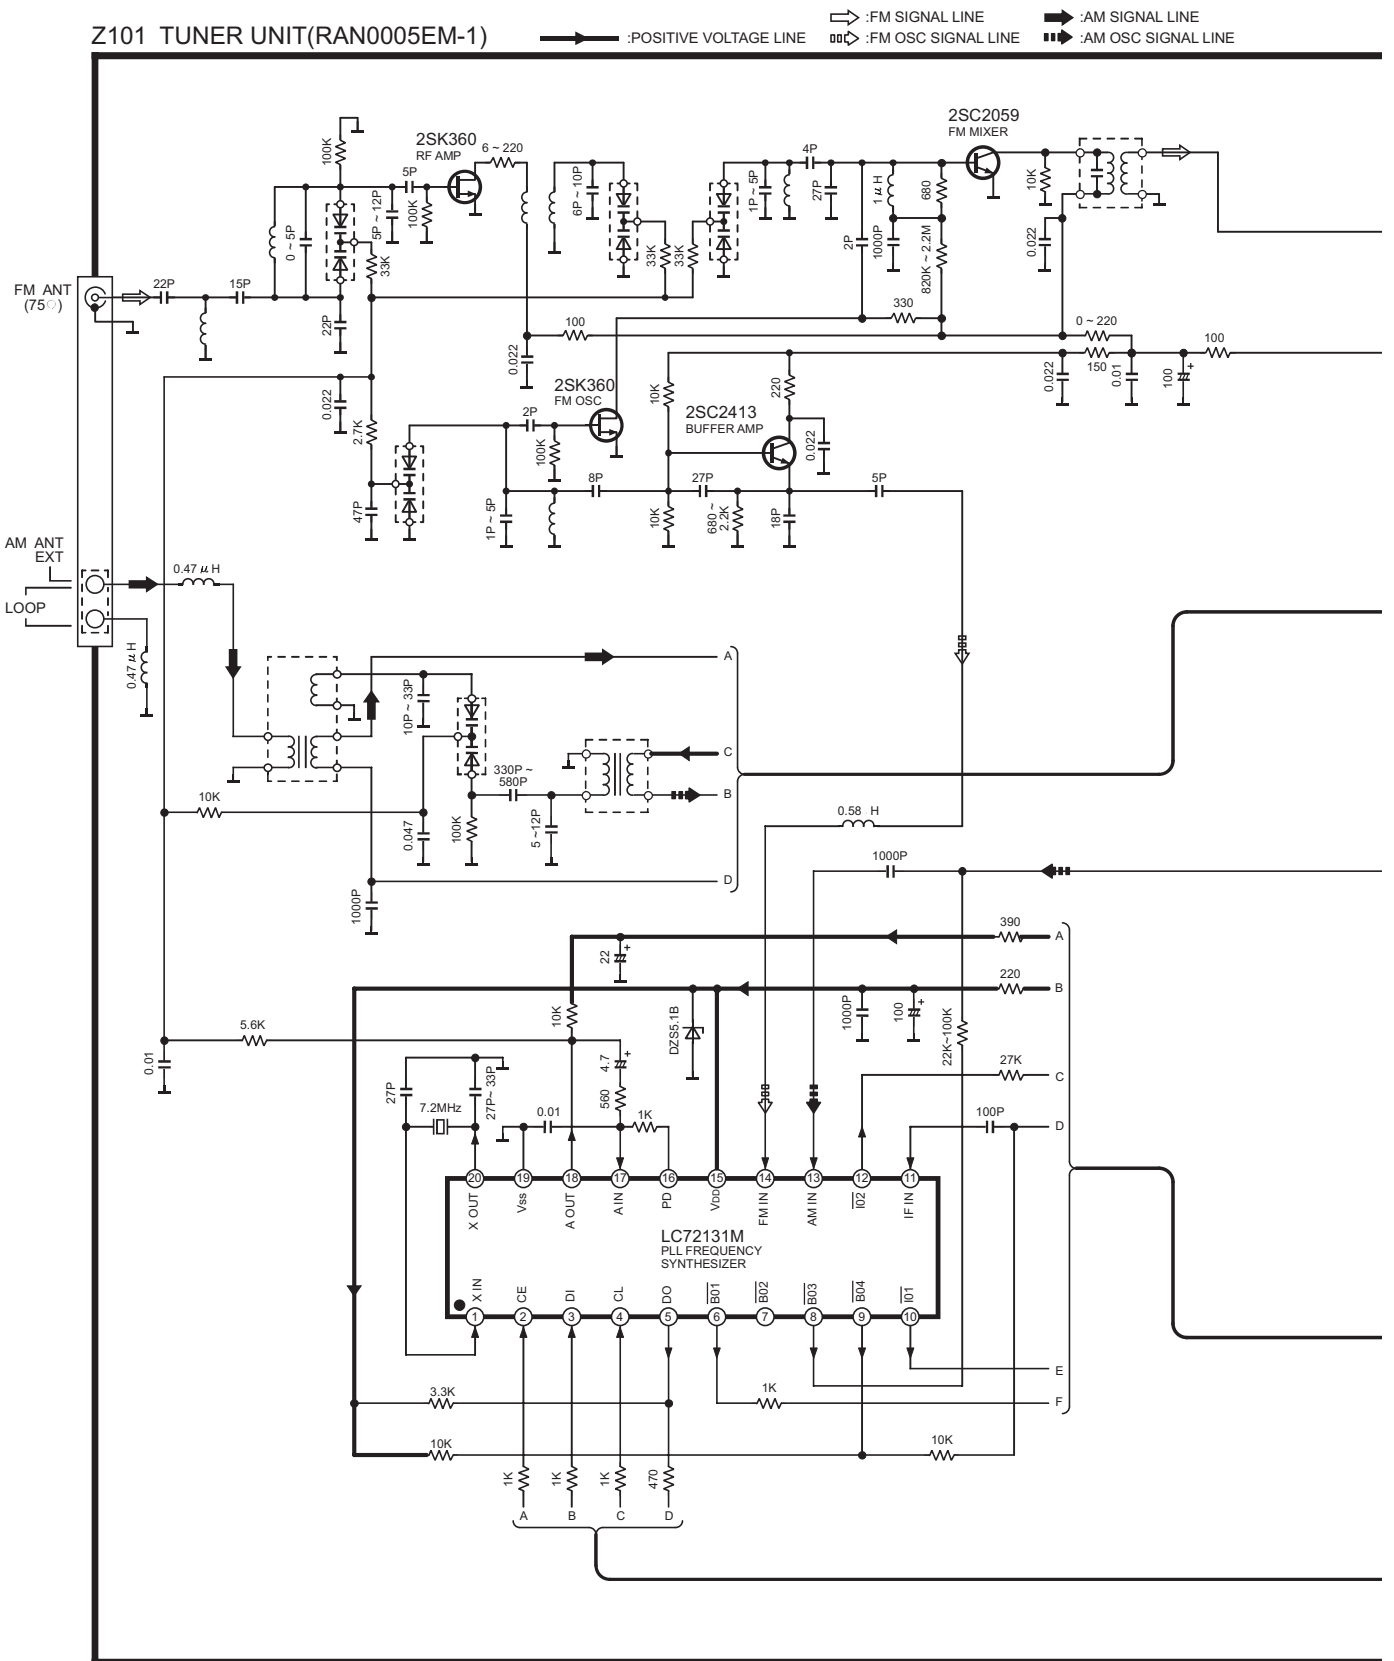 :FM SIGNAL LINE
:AM SIGNAL LINE
Z101 TUNER UNIT(RAN0005EM-1)
:POSITIVE VOLTAGE LINE
:FM OSC SIGNAL LINE
:AM OSC SIGNAL LINE
2SC2059
FM MIXER
2SK360
RF AMP
6 ~ 220
4P
100K
5P
0 ~ 5P
5P ~ 12P
100K
33K
6P ~ 10P
33K
33K
1P ~ 5P
27P
2P
1 μ H
1000P
680
820K ~ 2.2M
10K
0.022
FM ANT
(75○)
22P
15P
22P
330
100
0 ~ 220
100
150
0.022
0.022
0.01
100
+
0.022
2SK360
FM OSC
10K
220
2SC2413
BUFFER AMP
2P
2.7K
100K
0.022
8P
27P
5P
47P
1P ~ 5P
10K
680 ~
2.2K
18P
AM ANT
EXT
LOOP
0.47 μ H
0.47 μ H
A
10P ~ 33P
C
330P ~
580P
B
10K
0.047
100K
5 ~12P
0.58 H
1000P
D
1000P
390
A
22
+
220
B
1000P
100
+
10K
DZS5.1B
22K~100K
5.6K
0.01
4.7
+
27K
C
27P
27P~ 33P
560
7.2MHz
0.01
1K
100P
D
20 19 18 17 16 15 14 13 12 11
X OUT
Vss
A OUT
A IN
PD
VDD
FM IN
AM IN
I02
IF IN
LC72131M
PLL FREQUENCY
SYNTHESIZER
X IN
CE
DI
CL
DO
B01
B02
B03
B04
I01
1 2 3 4 5 6 7 8 9 10
E
3.3K
1K
F
10K
10K
1K
1K
1K
470
A
B
C
D